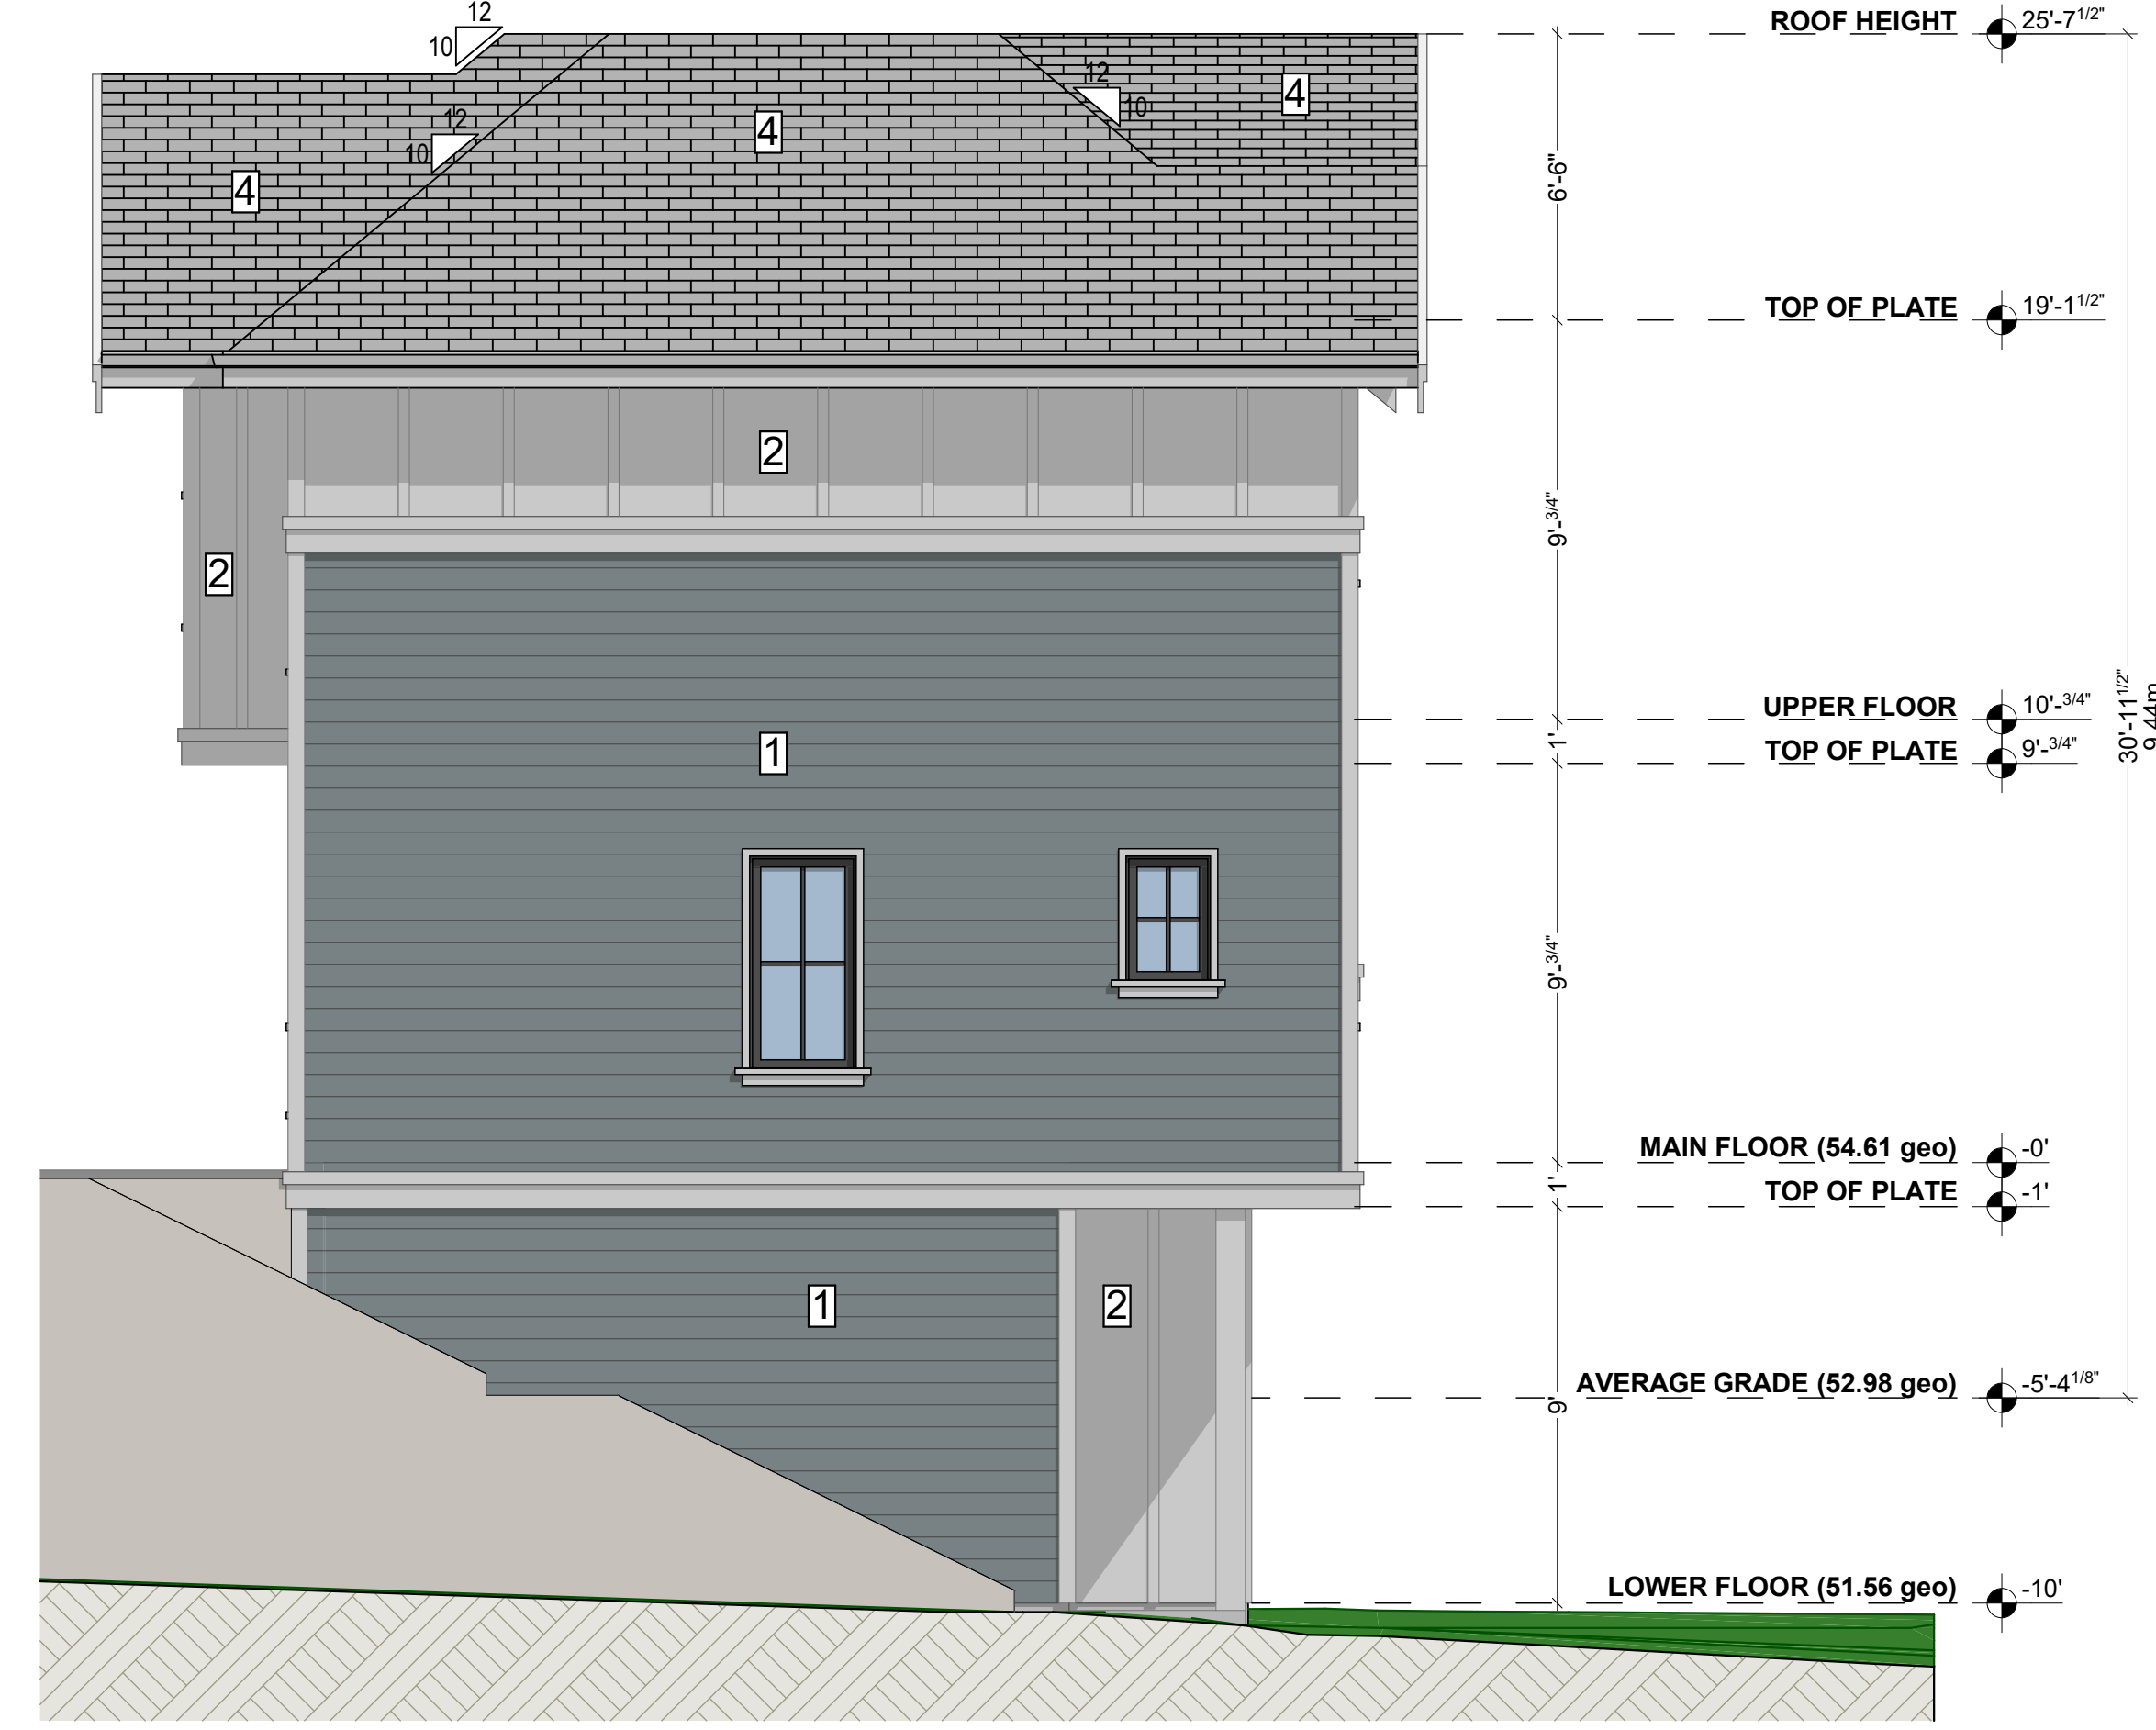 12
ROOF HEIGHT 25'-7 1/2"
10
12
10
4
4
12
10
4
6'-6"
TOP OF PLATE 19'-1 1/2"
2
9'-3/4"
2
UPPER FLOOR 10'-3/4"
1
1'
TOP OF PLATE 9'-3/4"
30'-11 1/2"
9.44m
9'-3/4"
MAIN FLOOR (54.61 geo) -0'
1'
TOP OF PLATE -1'
1
2
AVERAGE GRADE (52.98 geo) -5'-4 1/8"
9'
LOWER FLOOR (51.56 geo) -10'